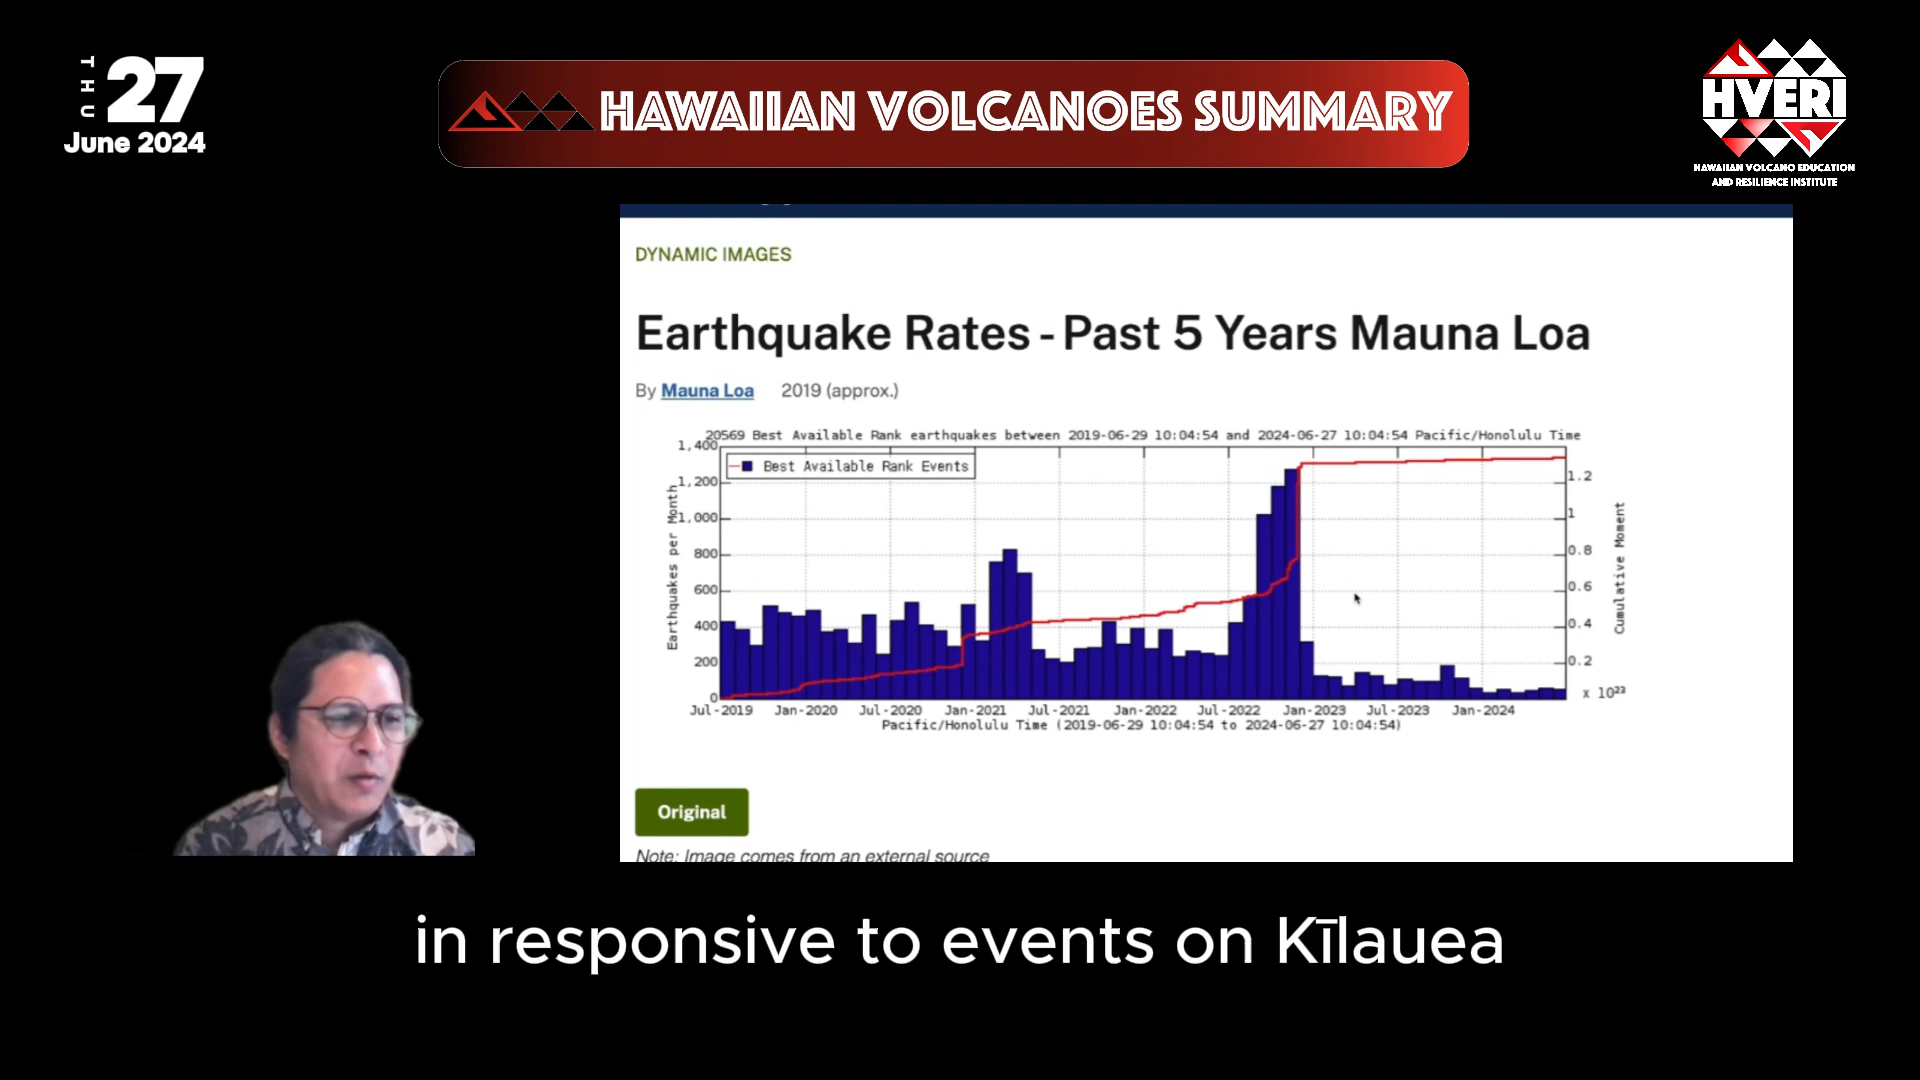 THU
27
June 2024
HAWAIIAN VOLCANOES SUMMARY
HVERI
HAWAIIAN VOLCANO EDUCATION
AND RESILIENCE INSTITUTE
DYNAMIC IMAGES
Earthquake Rates - Past 5 Years Mauna Loa
By Mauna Loa 2019 (approx.)
20569 Best Available Rank earthquakes between 2019-06-29 10:04:54 and 2024-06-27 10:04:54 Pacific/Honolulu Time
Best Available Rank Events
Earthquakes per Month
1,400
1,200
1,000
800
600
400
200
0
1.2
1
0.8
0.6
0.4
0.2
x 10²³
Cumulative Moment
Jul-2019 Jan-2020 Jul-2020 Jan-2021 Jul-2021 Jan-2022 Jul-2022 Jan-2023 Jul-2023 Jan-2024
Pacific/Honolulu Time (2019-06-29 10:04:54 to 2024-06-27 10:04:54)
Original
Note: Image comes from an external source
in responsive to events on Kīlauea